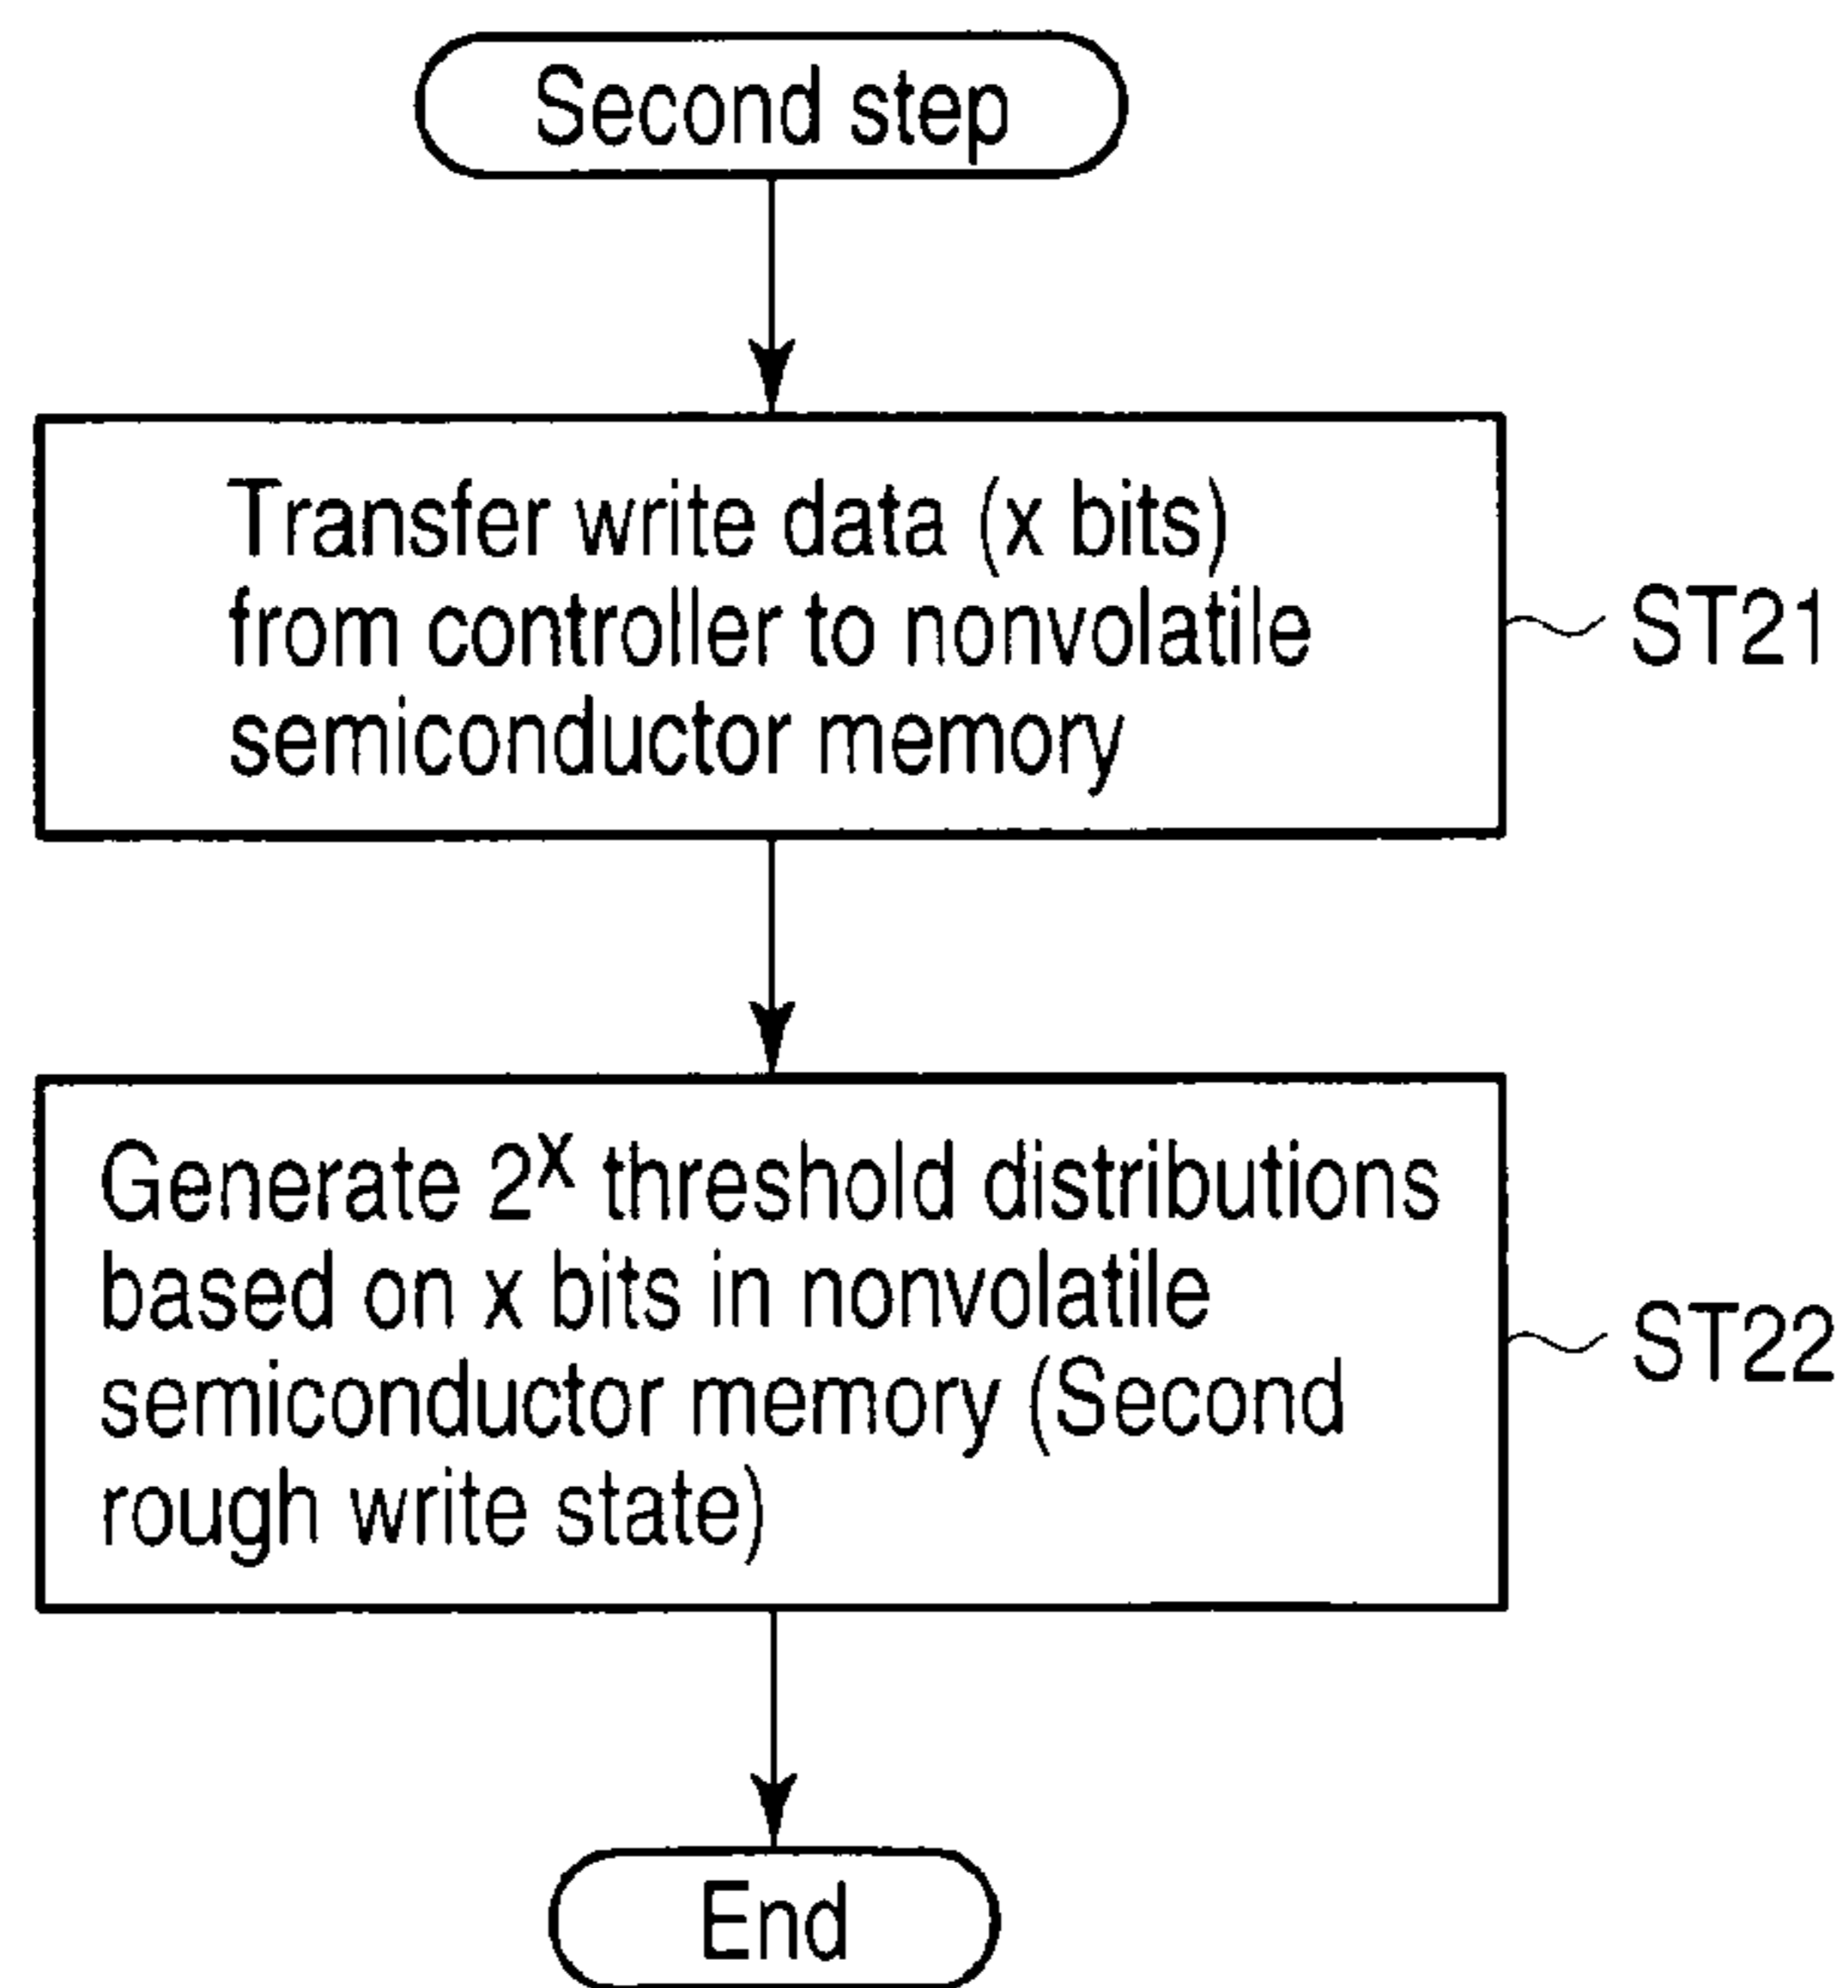 Second step
Transfer write data (x bits)
from controller to nonvolatile
semiconductor memory
ST21
Generate 2^x threshold distributions
based on x bits in nonvolatile
semiconductor memory (Second
rough write state)
ST22
End